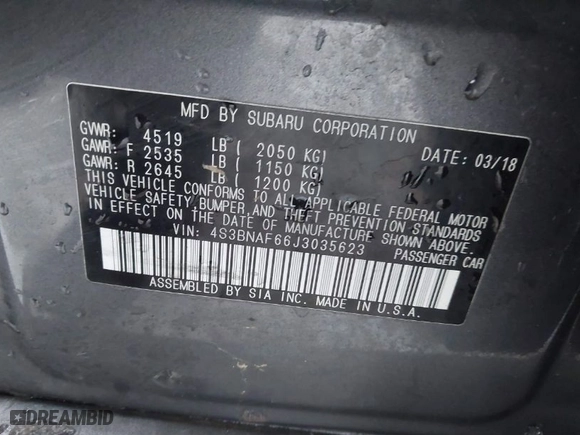 MFD BY SUBARU CORPORATION
GVWR: 4519 LB ( 2050 KG) DATE: 03/18
GAWR: F 2535 LB ( 1150 KG)
GAWR: R 2645 LB ( 1200 KG)
THIS VEHICLE CONFORMS TO ALL APPLICABLE FEDERAL MOTOR
VEHICLE SAFETY, BUMPER, AND THEFT PREVENTION STANDARDS
IN EFFECT ON THE DATE OF MANUFACTURE SHOWN ABOVE.
VIN: 4S3BNAF66J3035623 PASSENGER CAR
ASSEMBLED BY SIA INC. MADE IN U.S.A.
DREAMBID